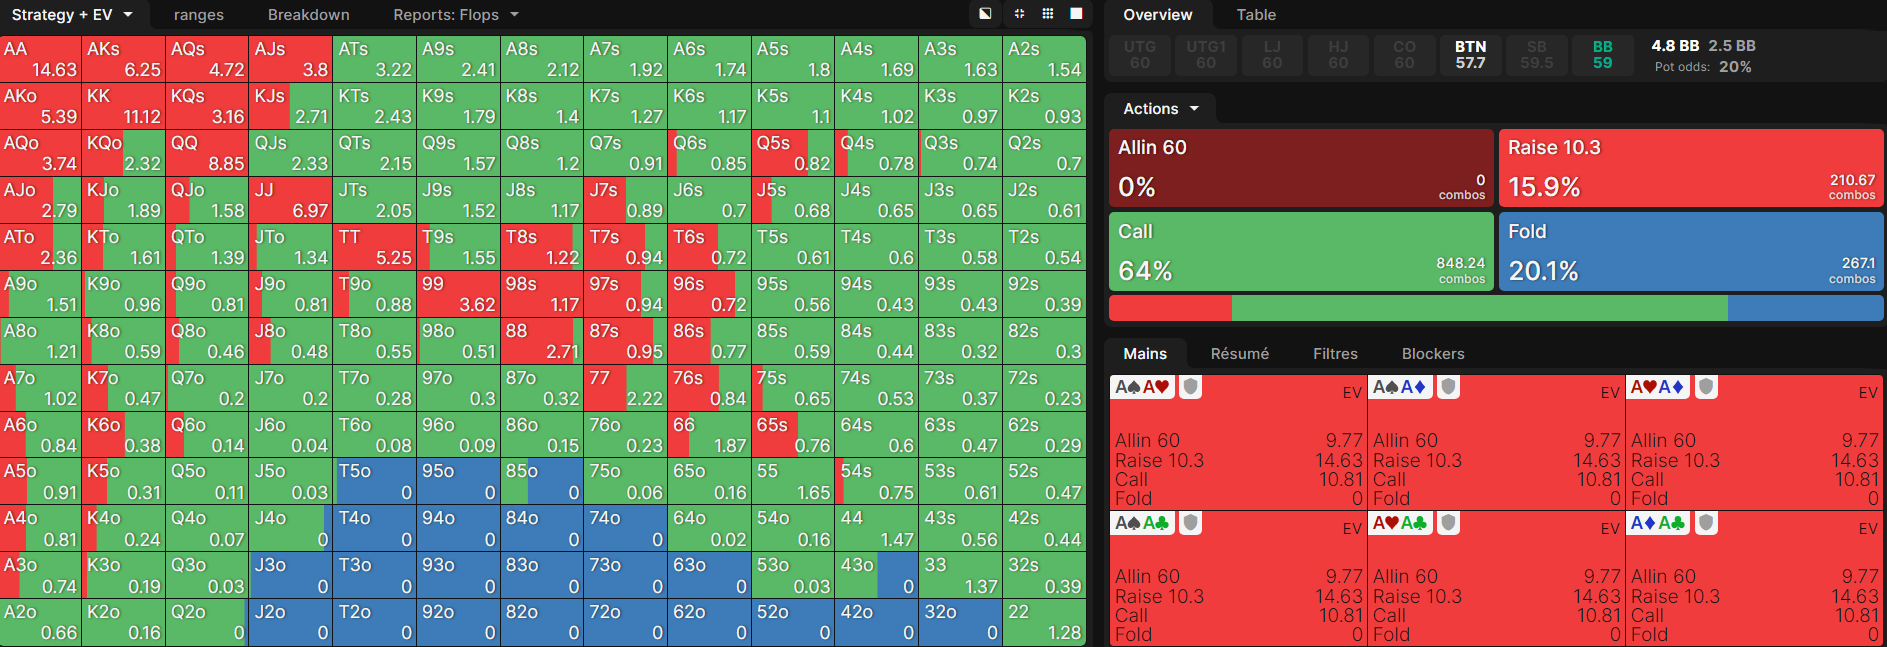 Strategy + EV ranges Breakdown Reports: Flops
AA AKs AQs AJs ATs A9s A8s A7s A6s A5s A4s A3s A2s
14.63 6.25 4.72 3.8 3.22 2.41 2.12 1.92 1.74 1.8 1.69 1.63 1.54
AKo KK KQs KJs KTs K9s K8s K7s K6s K5s K4s K3s K2s
5.39 11.12 3.16 2.71 2.43 1.79 1.4 1.27 1.17 1.1 1.02 0.97 0.93
AQo KQo QQ QJs QTs Q9s Q8s Q7s Q6s Q5s Q4s Q3s Q2s
3.74 2.32 8.85 2.33 2.15 1.57 1.2 0.91 0.85 0.82 0.78 0.74 0.7
AJo KJo QJo JJ JTs J9s J8s J7s J6s J5s J4s J3s J2s
2.79 1.89 1.58 6.97 2.05 1.52 1.17 0.89 0.7 0.68 0.65 0.65 0.61
ATo KTo QTo JTo TT T9s T8s T7s T6s T5s T4s T3s T2s
2.36 1.61 1.39 1.34 5.25 1.55 1.22 0.94 0.72 0.61 0.6 0.58 0.54
A9o K9o Q9o J9o T9o 99 98s 97s 96s 95s 94s 93s 92s
1.51 0.96 0.81 0.81 0.88 3.62 1.17 0.94 0.72 0.56 0.43 0.43 0.39
A8o K8o Q8o J8o T8o 98o 88 87s 86s 85s 84s 83s 82s
1.21 0.59 0.46 0.48 0.55 0.51 2.71 0.95 0.77 0.59 0.44 0.32 0.3
A7o K7o Q7o J7o T7o 97o 87o 77 76s 75s 74s 73s 72s
1.02 0.47 0.2 0.2 0.28 0.3 0.32 2.22 0.84 0.65 0.53 0.37 0.23
A6o K6o Q6o J6o T6o 96o 86o 76o 66 65s 64s 63s 62s
0.84 0.38 0.14 0.04 0.08 0.09 0.15 0.23 1.87 0.76 0.6 0.47 0.29
A5o K5o Q5o J5o T5o 95o 85o 75o 65o 55 54s 53s 52s
0.91 0.31 0.11 0.03 0 0 0 0.06 0.16 1.65 0.75 0.61 0.47
A4o K4o Q4o J4o T4o 94o 84o 74o 64o 54o 44 43s 42s
0.81 0.24 0.07 0 0 0 0 0 0.02 0.16 1.47 0.56 0.44
A3o K3o Q3o J3o T3o 93o 83o 73o 63o 53o 43o 33 32s
0.74 0.19 0.03 0 0 0 0 0 0 0.03 0 1.37 0.39
A2o K2o Q2o J2o T2o 92o 82o 72o 62o 52o 42o 32o 22
0.66 0.16 0 0 0 0 0 0 0 0 0 0 1.28
Overview Table
UTG UTG1 LJ HJ CO BTN SB BB 4.8 BB 2.5 BB
60 60 60 60 60 57.7 59.5 59 Pot odds: 20%
Actions
Allin 60 Raise 10.3
0% 0 combos 15.9% 210.67 combos
Call Fold
64% 848.24 combos 20.1% 267.1 combos
Mains Résumé Filtres Blockers
A♠A♥ EV A♠A♦ EV A♥A♦ EV
Allin 60 9.77 Allin 60 9.77 Allin 60 9.77
Raise 10.3 14.63 Raise 10.3 14.63 Raise 10.3 14.63
Call 10.81 Call 10.81 Call 10.81
Fold 0 Fold 0 Fold 0
A♠A♣ EV A♥A♣ EV A♦A♣ EV
Allin 60 9.77 Allin 60 9.77 Allin 60 9.77
Raise 10.3 14.63 Raise 10.3 14.63 Raise 10.3 14.63
Call 10.81 Call 10.81 Call 10.81
Fold 0 Fold 0 Fold 0